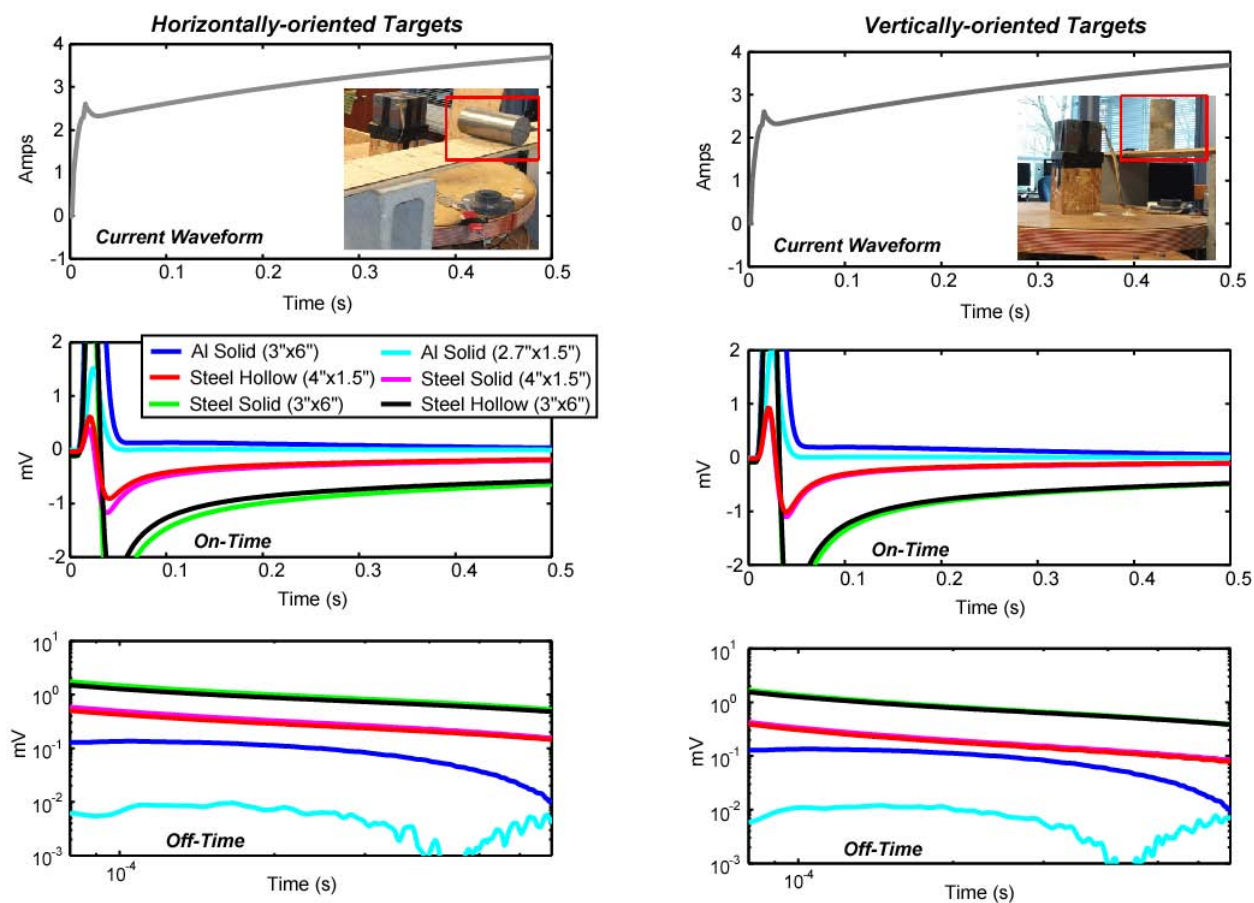 Horizontally-oriented Targets
4
3
2
1
0
-1
Amps
Current Waveform
0
0.1
0.2
0.3
0.4
0.5
Time (s)
2
1
0
-1
-2
mV
Al Solid (3"x6")
Al Solid (2.7"x1.5")
Steel Hollow (4"x1.5")
Steel Solid (4"x1.5")
Steel Solid (3"x6")
Steel Hollow (3"x6")
On-Time
0
0.1
0.2
0.3
0.4
0.5
Time (s)
10^1
10^0
10^-1
10^-2
10^-3
mV
Off-Time
10^-4
Time (s)
Vertically-oriented Targets
4
3
2
1
0
-1
Amps
Current Waveform
0
0.1
0.2
0.3
0.4
0.5
Time (s)
2
1
0
-1
-2
mV
On-Time
0
0.1
0.2
0.3
0.4
0.5
Time (s)
10^1
10^0
10^-1
10^-2
10^-3
mV
Off-Time
10^-4
Time (s)